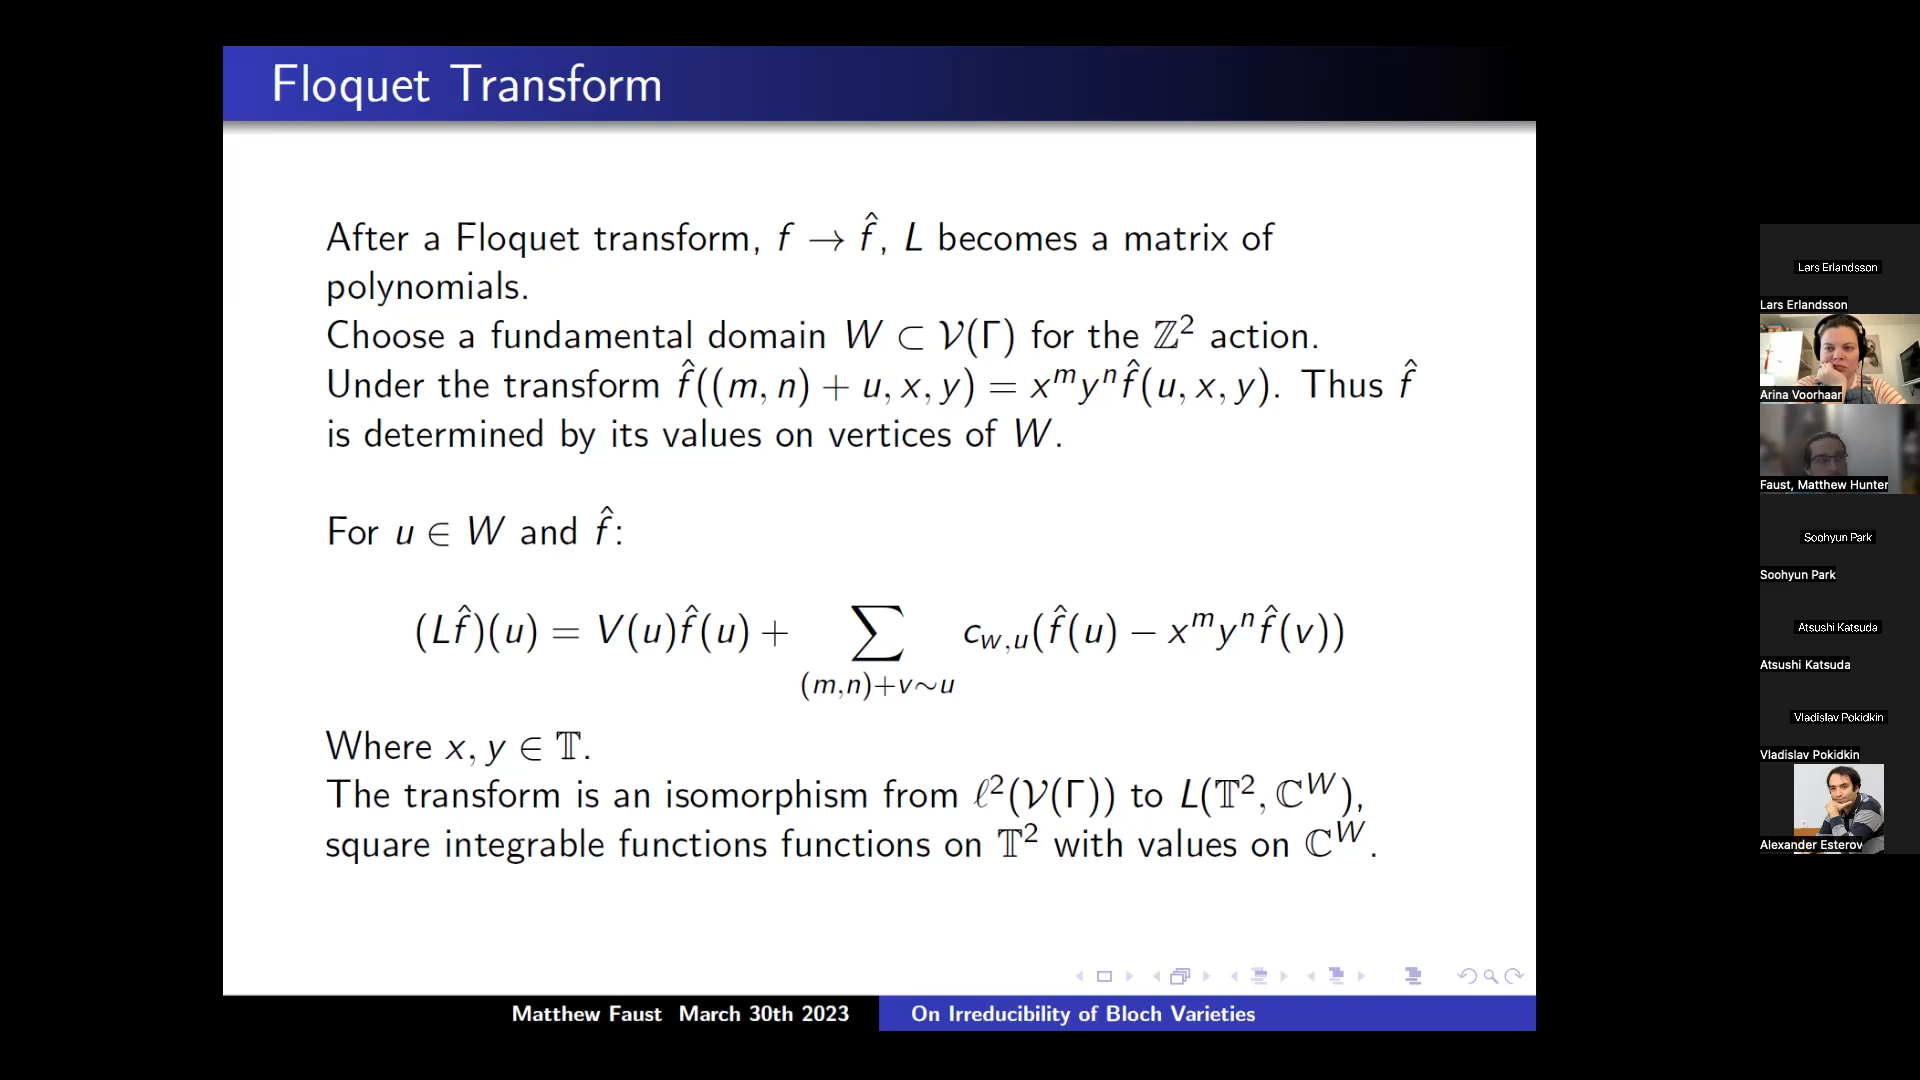 Floquet Transform
After a Floquet transform, f → f̂, L becomes a matrix of
polynomials.
Choose a fundamental domain W ⊂ 𝒱(Γ) for the ℤ² action.
Under the transform f̂((m, n) + u, x, y) = xᵐyⁿf̂(u, x, y). Thus f̂
is determined by its values on vertices of W.
For u ∈ W and f̂:
(Lf̂)(u) = V(u)f̂(u) + ∑ c_{w,u}(f̂(u) − xᵐyⁿf̂(v))
(m,n)+v∼u
Where x, y ∈ 𝕋.
The transform is an isomorphism from ℓ²(𝒱(Γ)) to L(𝕋², ℂᵂ),
square integrable functions functions on 𝕋² with values on ℂᵂ.
Matthew Faust March 30th 2023
On Irreducibility of Bloch Varieties
Lars Erlandsson
Lars Erlandsson
Arina Voorhaar
Faust, Matthew Hunter
Soohyun Park
Soohyun Park
Atsushi Katsuda
Atsushi Katsuda
Vladislav Pokidkin
Vladislav Pokidkin
Alexander Esterov